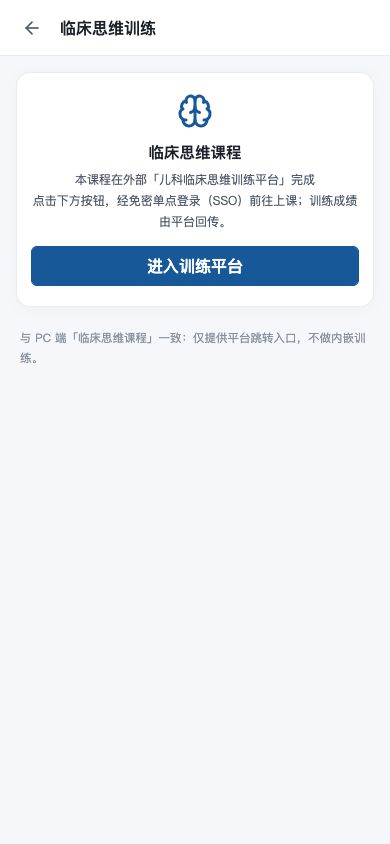 临床思维训练
临床思维课程
本课程在外部「儿科临床思维训练平台」完成
点击下方按钮，经免密单点登录（SSO）前往上课；训练成绩
由平台回传。
进入训练平台
与 PC 端「临床思维课程」一致：仅提供平台跳转入口，不做内嵌训
练。